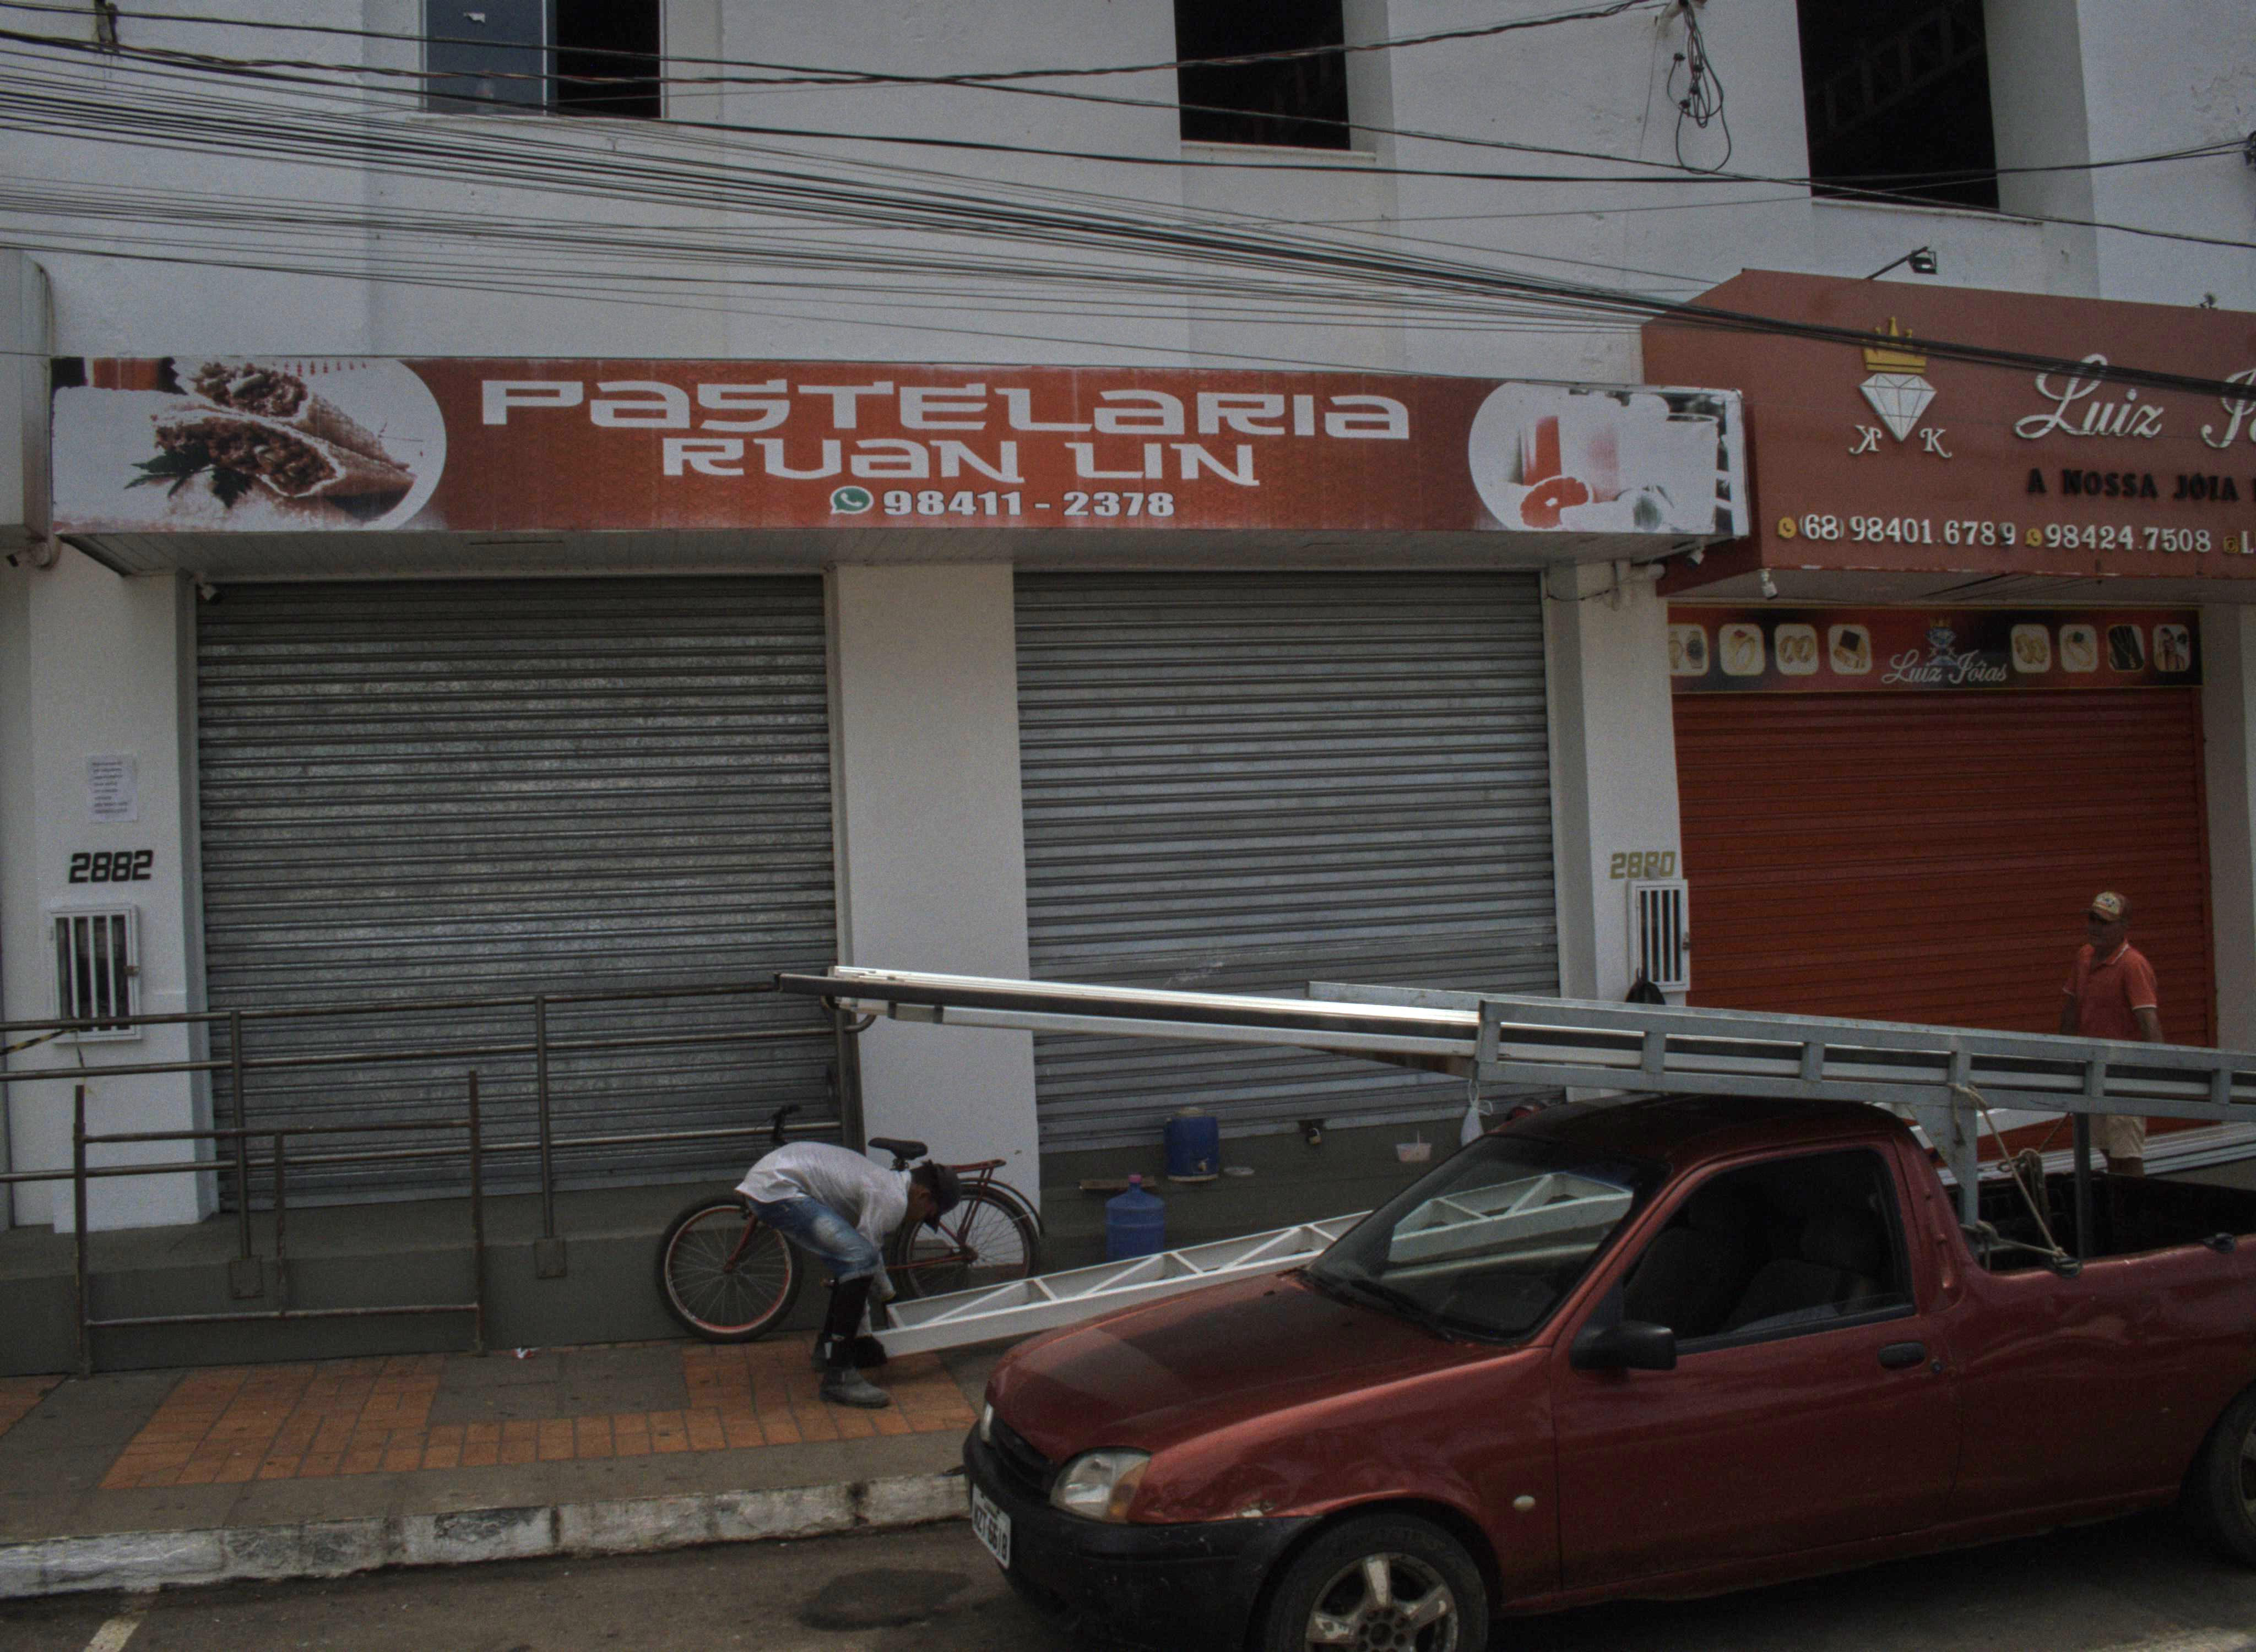 PASTELARIA
RUAN LIN
98411-2378
K K
Luiz
A NOSSA JÓIA
(68) 98401.6789 98424.7508
Luiz Jóias
2882
2880